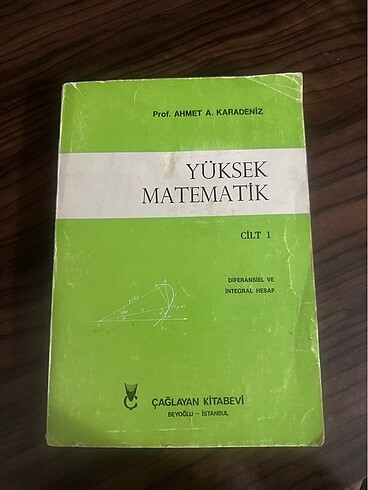 Prof. AHMET A. KARADENİZ
YÜKSEK
MATEMATİK
CİLT 1
DİFERANSİEL VE
İNTEGRAL HESAP
ÇAĞLAYAN KİTABEVİ
BEYOĞLU – İSTANBUL